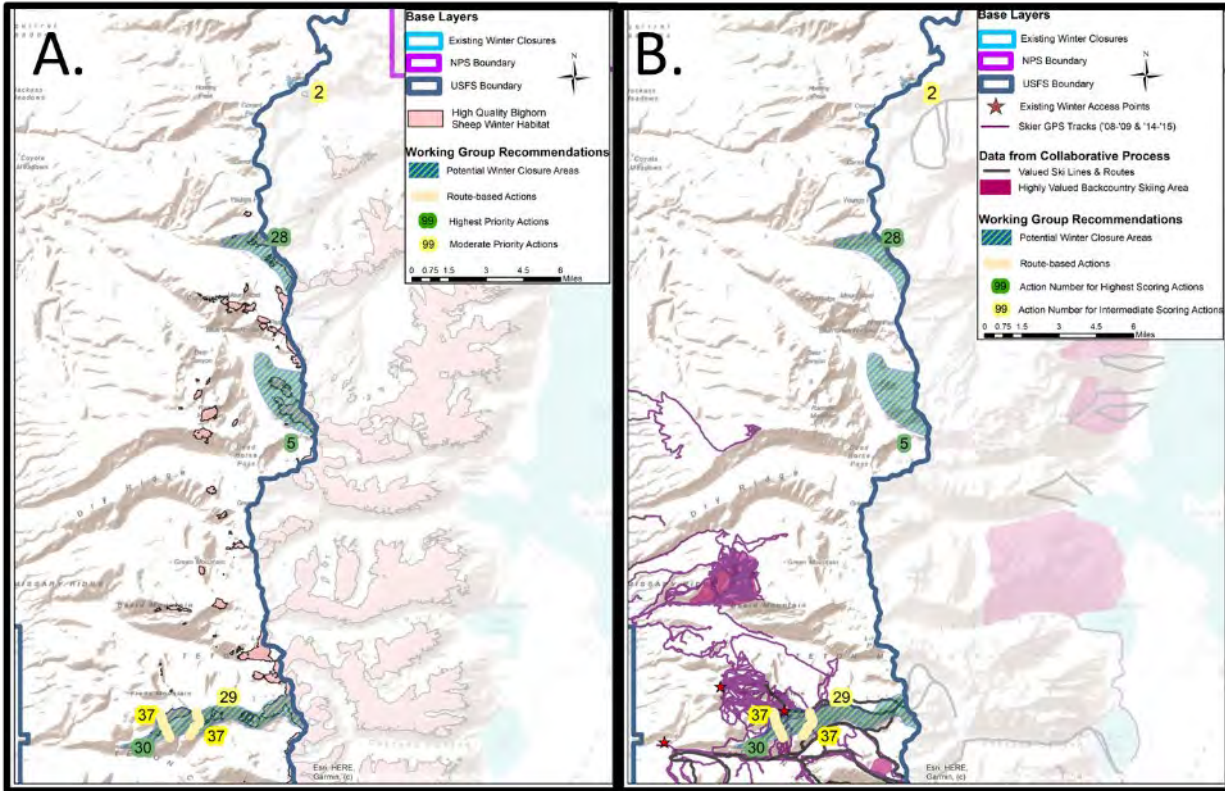 A.
Base Layers
Existing Winter Closures
NPS Boundary
USFS Boundary
High Quality Bighorn
Sheep Winter Habitat
Working Group Recommendations
Potential Winter Closure Areas
Route-based Actions
99 Highest Priority Actions
99 Moderate Priority Actions
0 0.75 1.5 3 4.5 6
Miles
N
2
28
5
Dry Ridge
Green Mountain
29
37
37
30
Esri, HERE,
Garmin, (c)
B.
Base Layers
Existing Winter Closures
NPS Boundary
USFS Boundary
Existing Winter Access Points
Skier GPS Tracks ('08-'09 & '14-'15)
Data from Collaborative Process
Valued Ski Lines & Routes
Highly Valued Backcountry Skiing Area
Working Group Recommendations
Potential Winter Closure Areas
Route-based Actions
99 Action Number for Highest Scoring Actions
99 Action Number for Intermediate Scoring Actions
0 0.75 1.5 3 4.5 6
Miles
N
2
28
5
Dry Ridge
Green Mountain
29
37
37
30
Esri, HERE,
Garmin, (c)